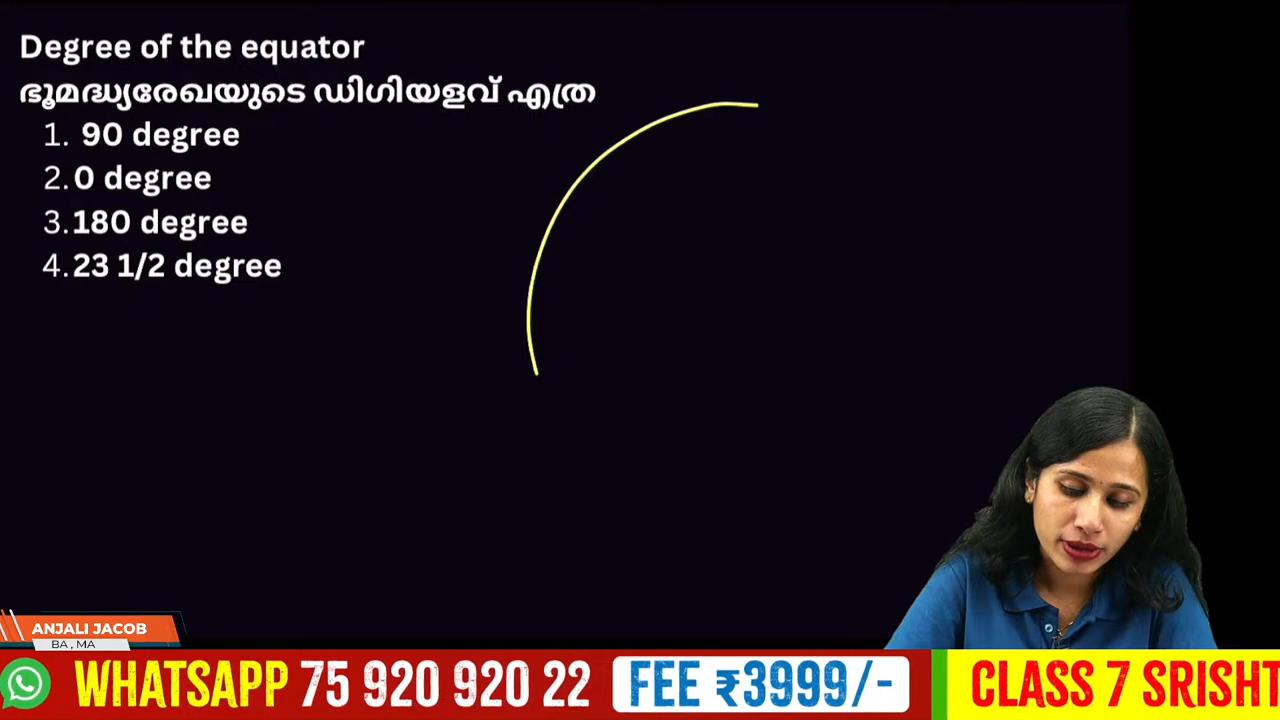 Degree of the equator
ഭൂമദ്ധ്യരേഖയുടെ ഡിഗിയളവ് എത്ര
1. 90 degree
2. 0 degree
3. 180 degree
4. 23 1/2 degree
ANJALI JACOB
BA, MA
WHATSAPP 75 920 920 22 FEE ₹3999/- CLASS 7 SRISHT